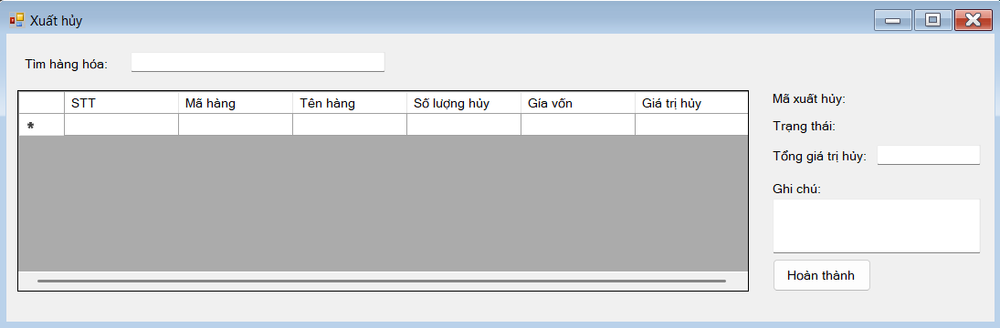 Xuất hủy
Tìm hàng hóa:
STT Mã hàng Tên hàng Số lượng hủy Gía vốn Giá trị hủy
*
Mã xuất hủy:
Trạng thái:
Tổng giá trị hủy:
Ghi chú:
Hoàn thành